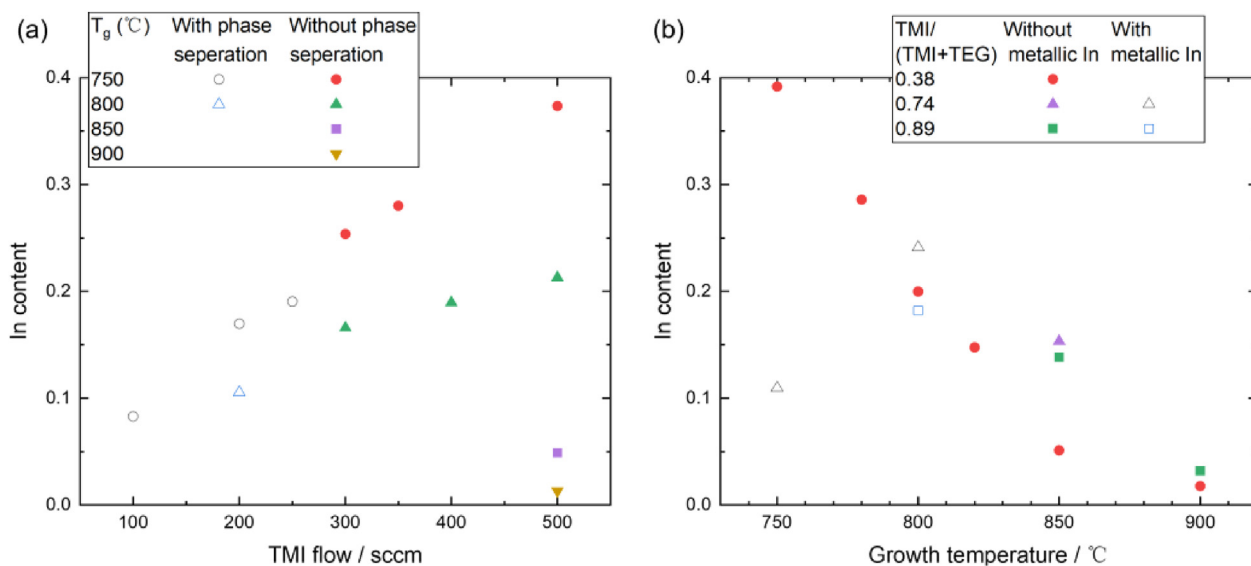 (a)
T_g (℃) With phase seperation Without phase seperation
750
800
850
900
0.4
0.3
0.2
0.1
0.0
In content
100 200 300 400 500
TMI flow / sccm
(b)
TMI/(TMI+TEG) Without metallic In With metallic In
0.38
0.74
0.89
0.4
0.3
0.2
0.1
0.0
In content
750 800 850 900
Growth temperature / ℃